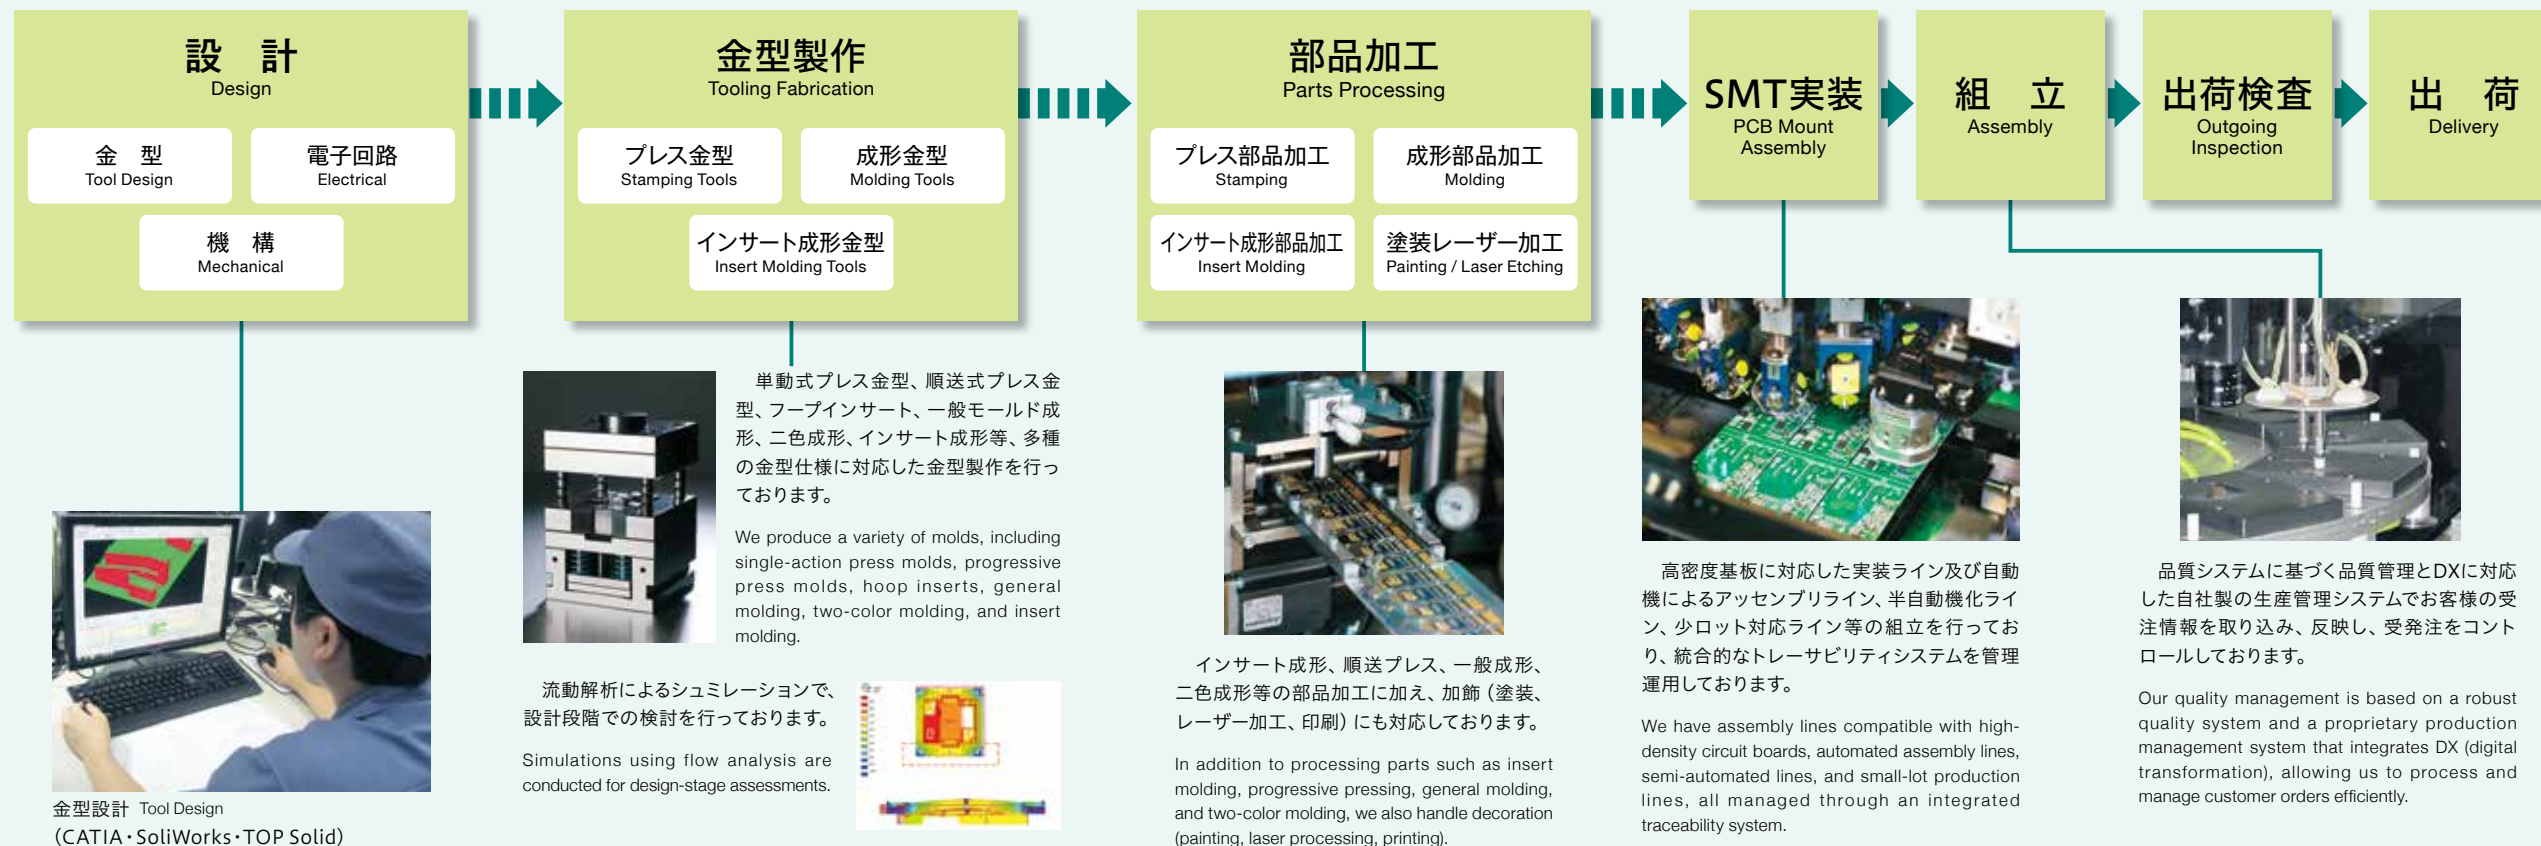 設　計
Design
金　型
Tool Design
電子回路
Electrical
機　構
Mechanical
金型製作
Tooling Fabrication
プレス金型
Stamping Tools
成形金型
Molding Tools
インサート成形金型
Insert Molding Tools
部品加工
Parts Processing
プレス部品加工
Stamping
成形部品加工
Molding
インサート成形部品加工
Insert Molding
塗装レーザー加工
Painting / Laser Etching
SMT実装
PCB Mount
Assembly
組　立
Assembly
出荷検査
Outgoing
Inspection
出　荷
Delivery
金型設計 Tool Design
（CATIA・SoliWorks・TOP Solid）
単動式プレス金型、順送式プレス金
型、フープインサート、一般モールド成
形、二色成形、インサート成形等、多種
の金型仕様に対応した金型製作を行っ
ております。
We produce a variety of molds, including
single-action press molds, progressive
press molds, hoop inserts, general
molding, two-color molding, and insert
molding.
流動解析によるシュミレーションで、
設計段階での検討を行っております。
Simulations using flow analysis are
conducted for design-stage assessments.
インサート成形、順送プレス、一般成形、
二色成形等の部品加工に加え、加飾（塗装、
レーザー加工、印刷）にも対応しております。
In addition to processing parts such as insert
molding, progressive pressing, general molding,
and two-color molding, we also handle decoration
(painting, laser processing, printing).
高密度基板に対応した実装ライン及び自動
機によるアッセンブリライン、半自動機化ライ
ン、少ロット対応ライン等の組立を行ってお
り、統合的なトレーサビリティシステムを管理
運用しております。
We have assembly lines compatible with high-
density circuit boards, automated assembly lines,
semi-automated lines, and small-lot production
lines, all managed through an integrated
traceability system.
品質システムに基づく品質管理とDXに対応
した自社製の生産管理システムでお客様の受
注情報を取り込み、反映し、受発注をコント
ロールしております。
Our quality management is based on a robust
quality system and a proprietary production
management system that integrates DX (digital
transformation), allowing us to process and
manage customer orders efficiently.